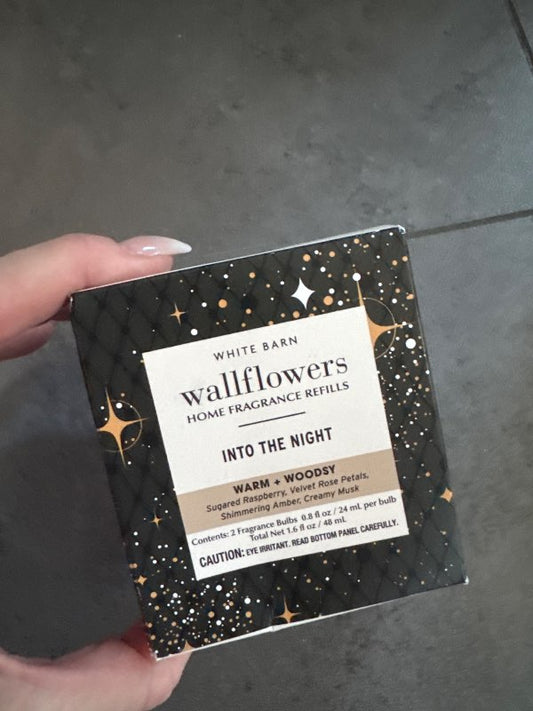 WHITE BARN
wallflowers
HOME FRAGRANCE REFILLS
INTO THE NIGHT
WARM + WOODSY
Sugared Raspberry, Velvet Rose Petals,
Shimmering Amber, Creamy Musk
Contents: 2 Fragrance Bulbs 0.8 fl oz / 24 mL per bulb
Total Net 1.6 fl oz / 48 mL
CAUTION: EYE IRRITANT. READ BOTTOM PANEL CAREFULLY.